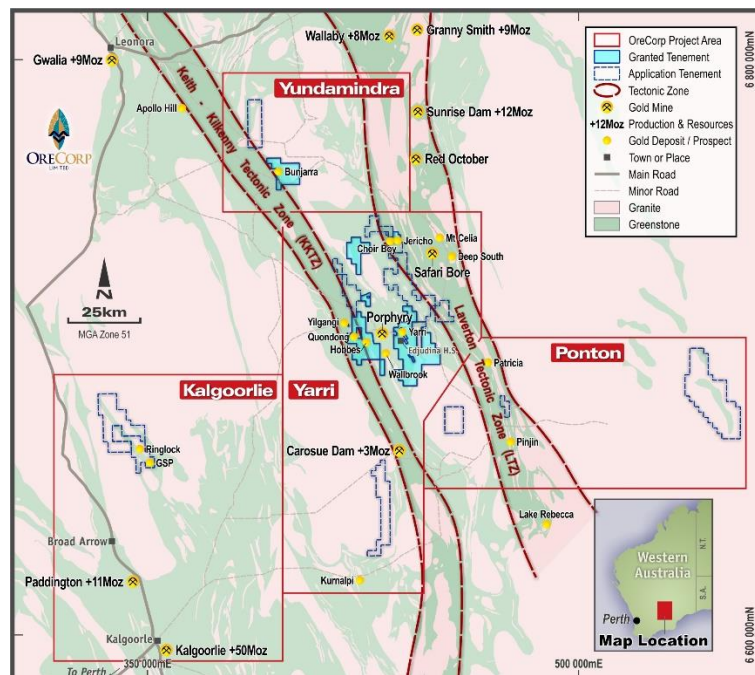 Leonora
Gwalia +9Moz
Wallaby +8Moz
Granny Smith +9Moz
6 880 000mN
OreCorp Project Area
Granted Tenement
Application Tenement
Tectonic Zone
Gold Mine
+12Moz Production & Resources
Gold Deposit / Prospect
Town or Place
Main Road
Minor Road
Granite
Greenstone
ORECORP
LIMITED
Apollo Hill
Keith - Kilkenny Tectonic Zone (KKTZ)
Yundamindra
Sunrise Dam +12Moz
Red October
Bunjarra
Choir Boy
Jericho
Mt Celia
Deep South
Safari Bore
N
25km
MGA Zone 51
Yilgangi
Porphyry
Yarri
Quondong
Hobbes
Edjudina H.S.
Wallbrook
Laverton Tectonic Zone (LTZ)
Patricia
Ponton
Kalgoorlie
Yarri
Ringlock
GSP
Carosue Dam +3Moz
Pinjin
Lake Rebecca
Broad Arrow
Paddington +11Moz
Kurnalpi
Kalgoorlie
Kalgoorlie +50Moz
To Perth
350 000mE
500 000mE
6 600 000mN
Western
Australia
N.T.
S.A.
Perth
Map Location